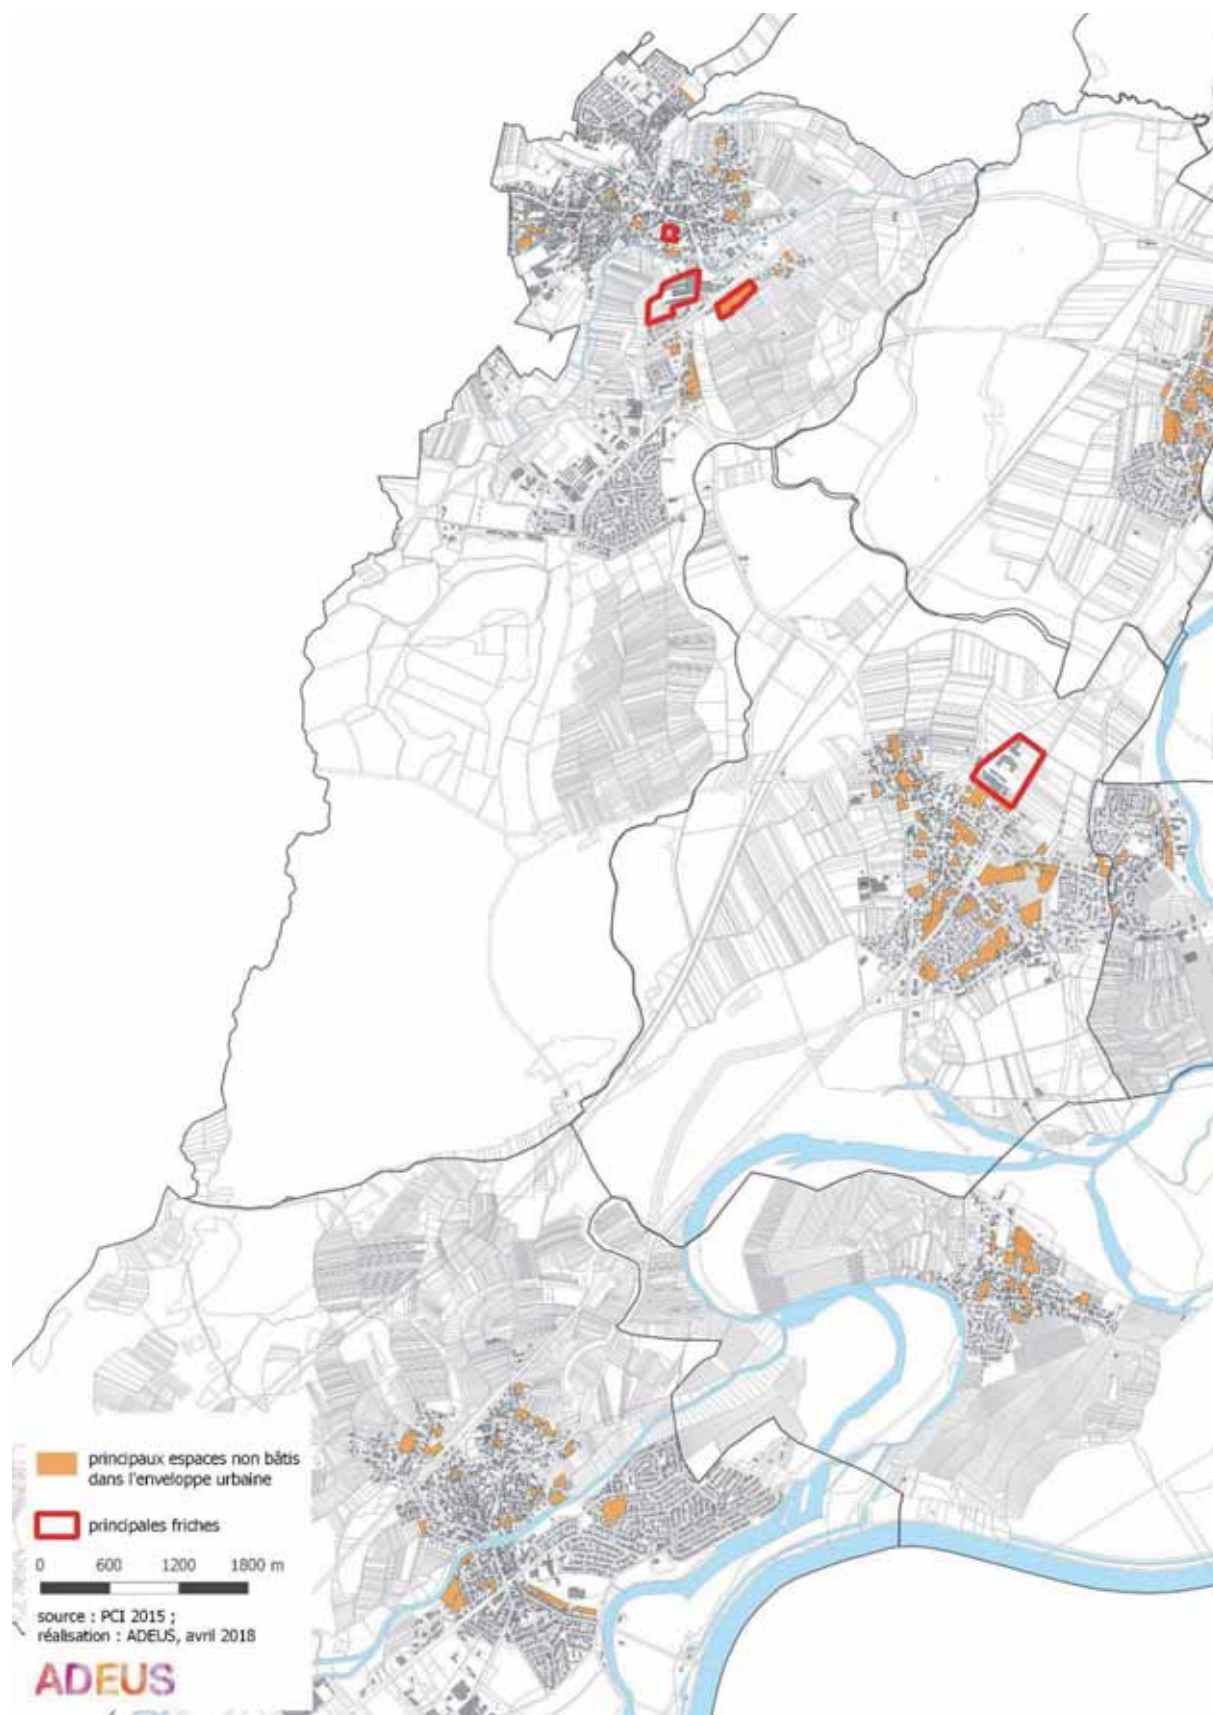 principaux espaces non bâtis
dans l'enveloppe urbaine
principales friches
0 600 1200 1800 m
source : PCI 2015 ;
réalisation : ADEUS, avril 2018
ADEUS